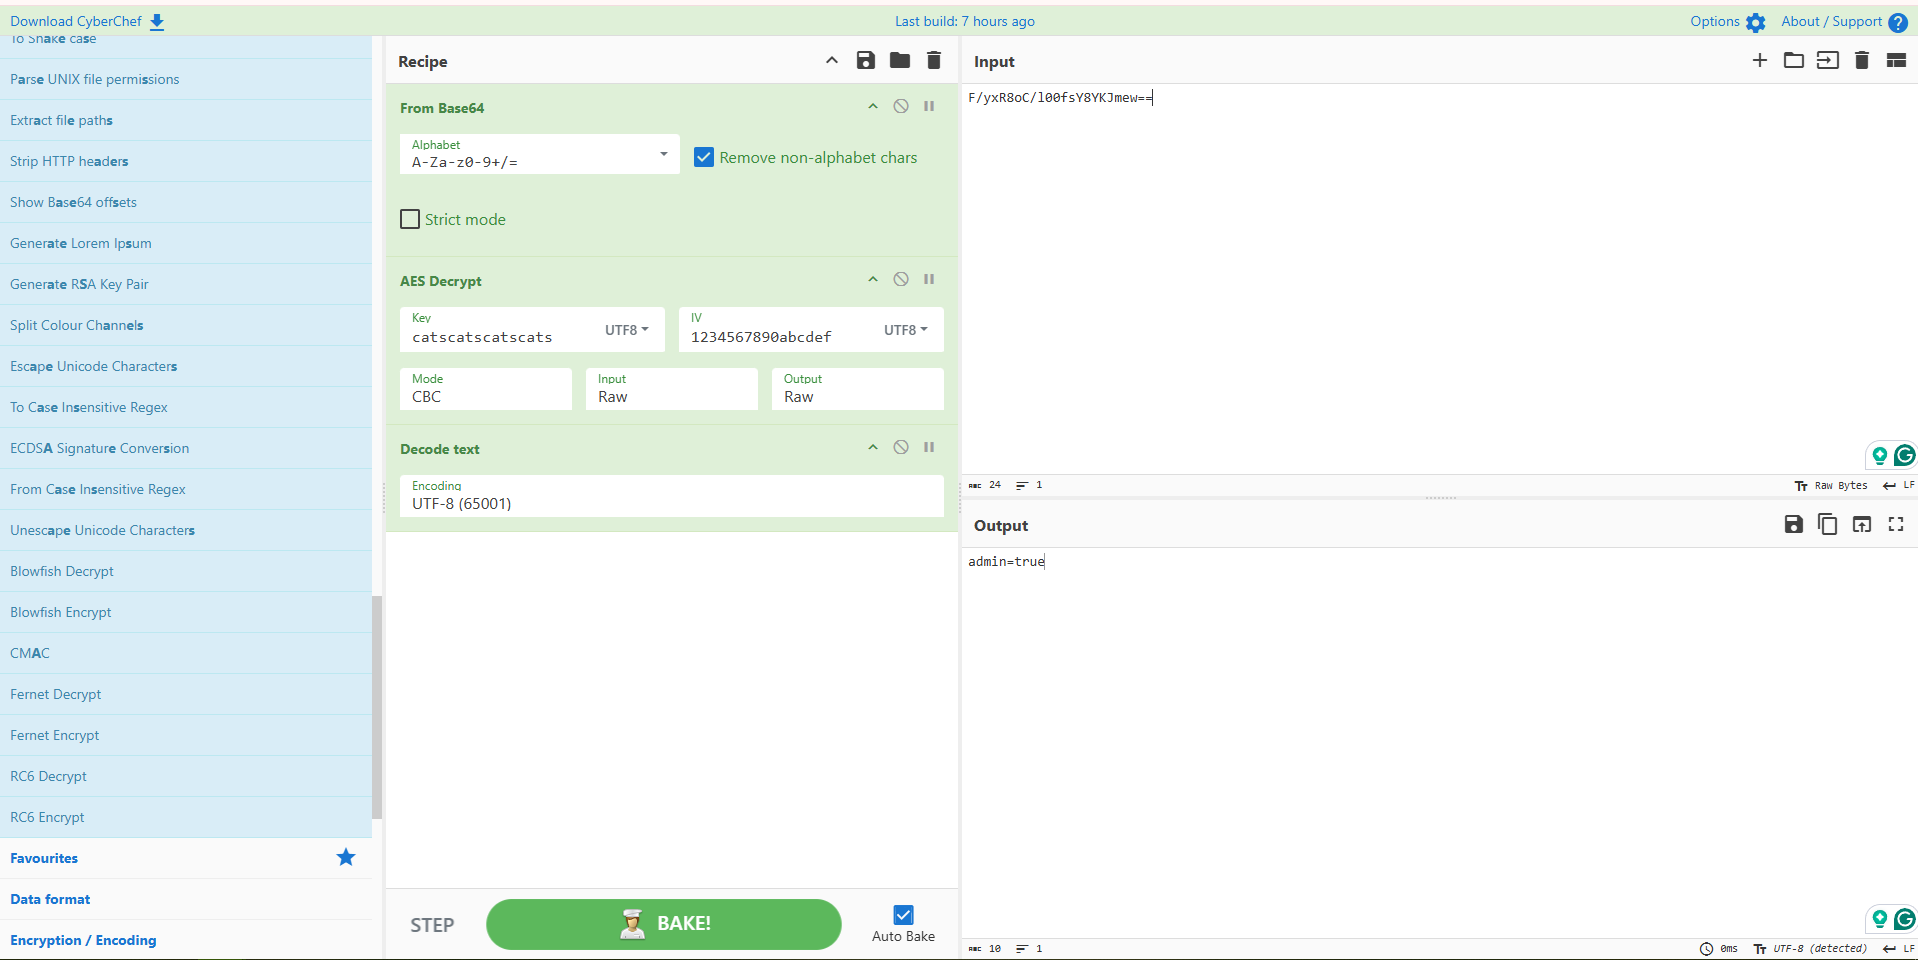 Download CyberChef
Last build: 7 hours ago
Options
About / Support
To Snake case
Parse UNIX file permissions
Extract file paths
Strip HTTP headers
Show Base64 offsets
Generate Lorem Ipsum
Generate RSA Key Pair
Split Colour Channels
Escape Unicode Characters
To Case Insensitive Regex
ECDSA Signature Conversion
From Case Insensitive Regex
Unescape Unicode Characters
Blowfish Decrypt
Blowfish Encrypt
CMAC
Fernet Decrypt
Fernet Encrypt
RC6 Decrypt
RC6 Encrypt
Favourites
Data format
Encryption / Encoding
Recipe
From Base64
Alphabet
A-Za-z0-9+/=
Remove non-alphabet chars
Strict mode
AES Decrypt
Key
catscatscatscats
UTF8
IV
1234567890abcdef
UTF8
Mode
CBC
Input
Raw
Output
Raw
Decode text
Encoding
UTF-8 (65001)
STEP
BAKE!
Auto Bake
Input
F/yxR8oC/l00fsY8YKJmew==
ABC 24
1
Tт Raw Bytes
LF
Output
admin=true
ABC 10
1
0ms
Tт UTF-8 (detected)
LF